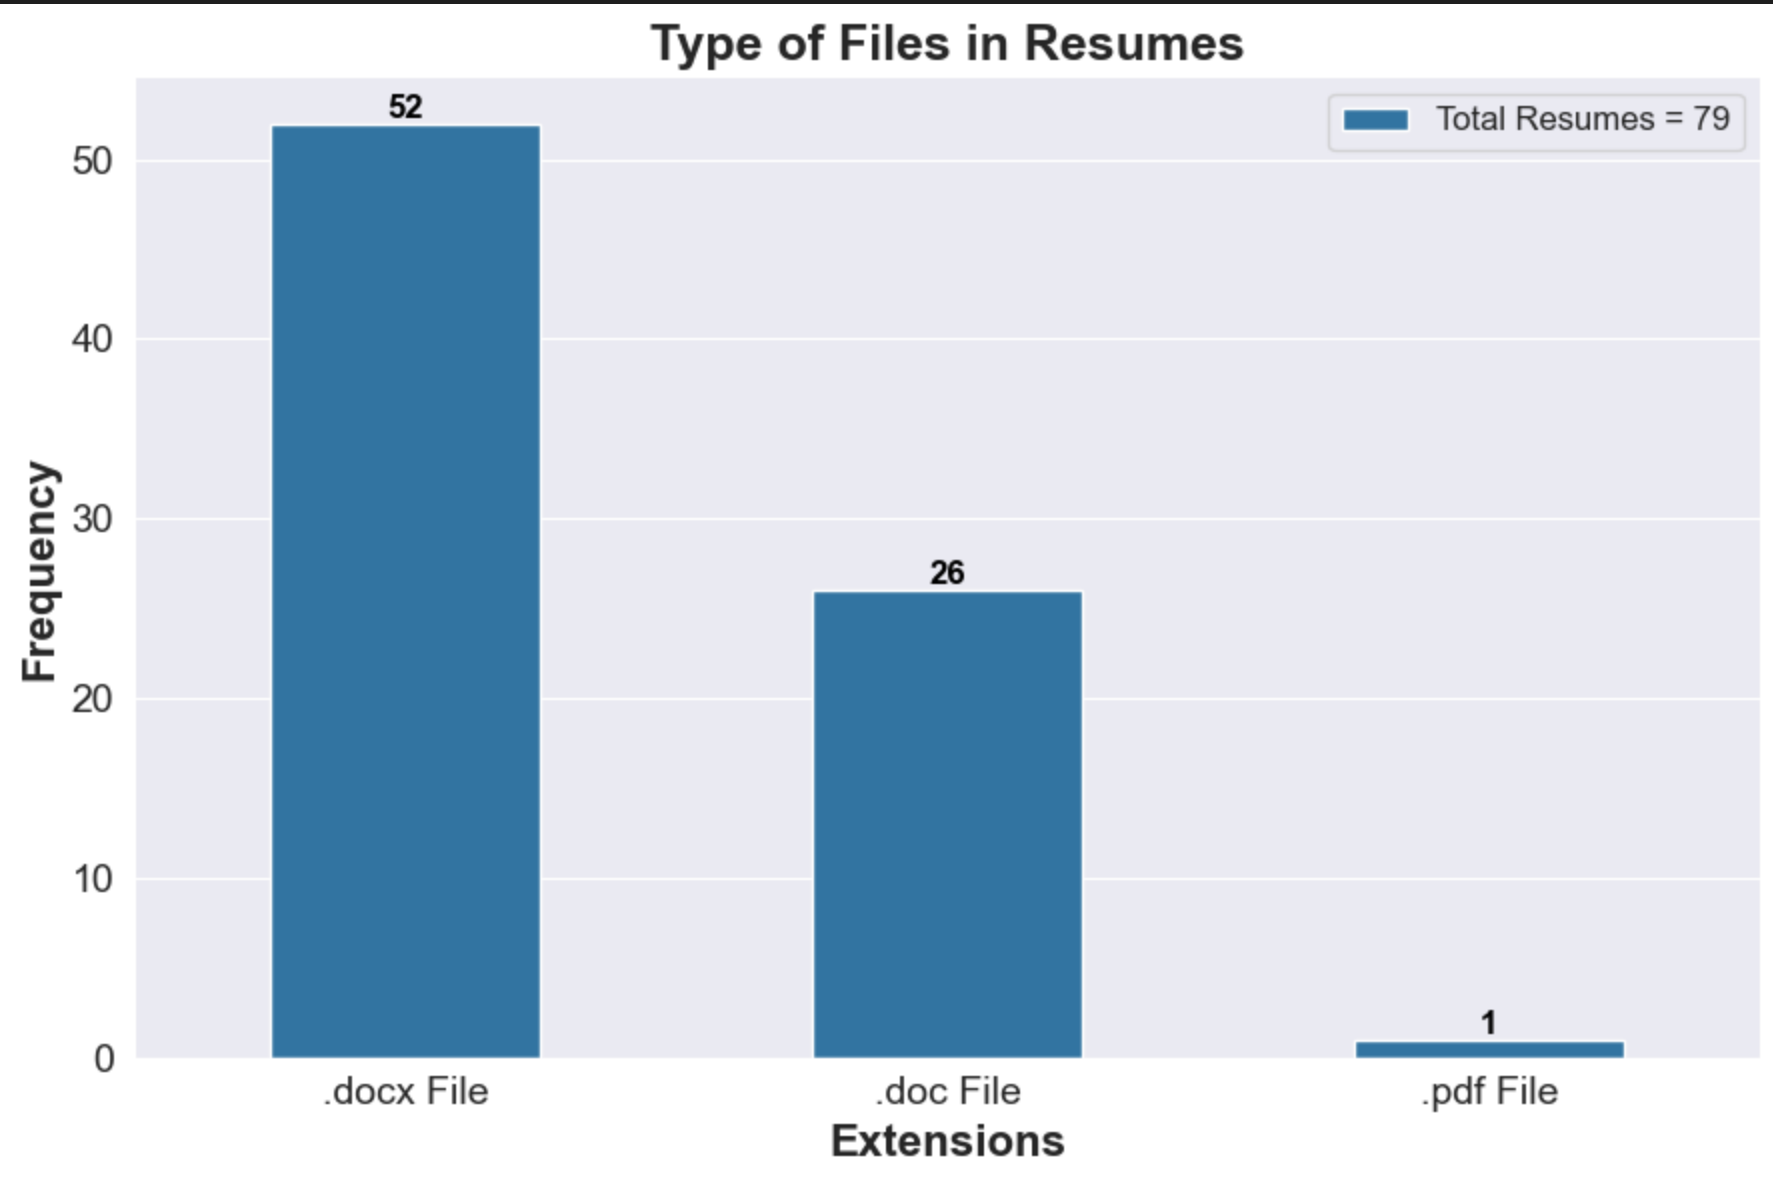 Type of Files in Resumes
52
Total Resumes = 79
50
40
30
26
20
10
1
0
Frequency
.docx File
.doc File
.pdf File
Extensions